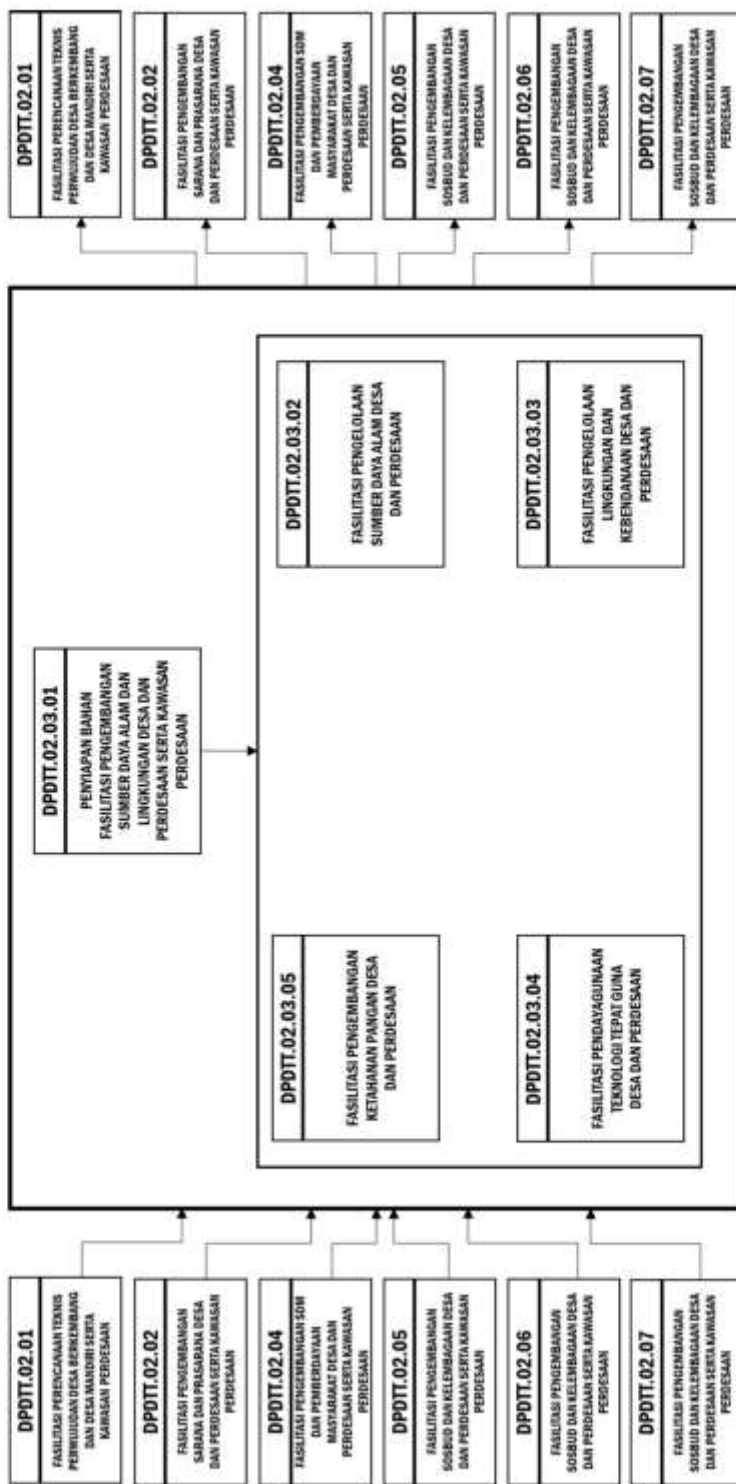 DPDTT.02.01
FASILITASI PERENCANAAN TEKNIS
PERWUJUDAN DESA BERKEMBANG
DAN DESA MANDIRI SERTA
KAWASAN PERDESAAN
DPDTT.02.02
FASILITASI PENGEMBANGAN
SARANA DAN PRASARANA DESA
DAN PERDESAAN SERTA KAWASAN
PERDESAAN
DPDTT.02.04
FASILITASI PENGEMBANGAN SDM
DAN PEMBERDAYAAN
MASYARAKAT DESA DAN
PERDESAAN SERTA KAWASAN
PERDESAAN
DPDTT.02.05
FASILITASI PENGEMBANGAN
SOSBUD DAN KELEMBAGAAN DESA
DAN PERDESAAN SERTA KAWASAN
PERDESAAN
DPDTT.02.06
FASILITASI PENGEMBANGAN
SOSBUD DAN KELEMBAGAAN DESA
DAN PERDESAAN SERTA KAWASAN
PERDESAAN
DPDTT.02.07
FASILITASI PENGEMBANGAN
SOSBUD DAN KELEMBAGAAN DESA
DAN PERDESAAN SERTA KAWASAN
PERDESAAN
DPDTT.02.03.01
PENYIAPAN BAHAN
FASILITASI PENGEMBANGAN
SUMBER DAYA ALAM DAN
LINGKUNGAN DESA DAN
PERDESAAN SERTA KAWASAN
PERDESAAN
DPDTT.02.03.05
FASILITASI PENGEMBANGAN
KETAHANAN PANGAN DESA
DAN PERDESAAN
DPDTT.02.03.02
FASILITASI PENGELOLAAN
SUMBER DAYA ALAM DESA
DAN PERDESAAN
DPDTT.02.03.04
FASILITASI PENDAYAGUNAAN
TEKNOLOGI TEPAT GUNA
DESA DAN PERDESAAN
DPDTT.02.03.03
FASILITASI PENGELOLAAN
LINGKUNGAN DAN
KEBENDANAAN DESA DAN
PERDESAAN
DPDTT.02.01
FASILITASI PERENCANAAN TEKNIS
PERWUJUDAN DESA BERKEMBANG
DAN DESA MANDIRI SERTA
KAWASAN PERDESAAN
DPDTT.02.02
FASILITASI PENGEMBANGAN
SARANA DAN PRASARANA DESA
DAN PERDESAAN SERTA KAWASAN
PERDESAAN
DPDTT.02.04
FASILITASI PENGEMBANGAN SDM
DAN PEMBERDAYAAN
MASYARAKAT DESA DAN
PERDESAAN SERTA KAWASAN
PERDESAAN
DPDTT.02.05
FASILITASI PENGEMBANGAN
SOSBUD DAN KELEMBAGAAN DESA
DAN PERDESAAN SERTA KAWASAN
PERDESAAN
DPDTT.02.06
FASILITASI PENGEMBANGAN
SOSBUD DAN KELEMBAGAAN DESA
DAN PERDESAAN SERTA KAWASAN
PERDESAAN
DPDTT.02.07
FASILITASI PENGEMBANGAN
SOSBUD DAN KELEMBAGAAN DESA
DAN PERDESAAN SERTA KAWASAN
PERDESAAN